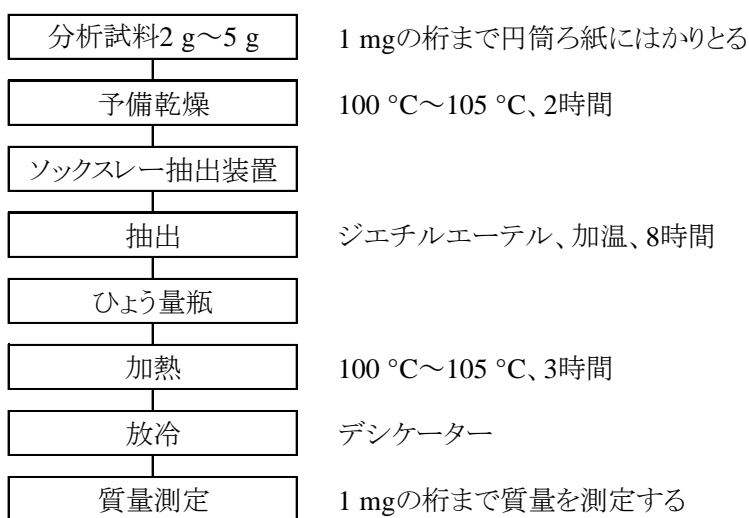 分析試料2 g~5 g 1 mgの桁まで円筒ろ紙にはかりとる
予備乾燥 100 °C~105 °C、2時間
ソックスレー抽出装置
抽出 ジエチルエーテル、加温、8時間
ひょう量瓶
加熱 100 °C~105 °C、3時間
放冷 デシケーター
質量測定 1 mgの桁まで質量を測定する